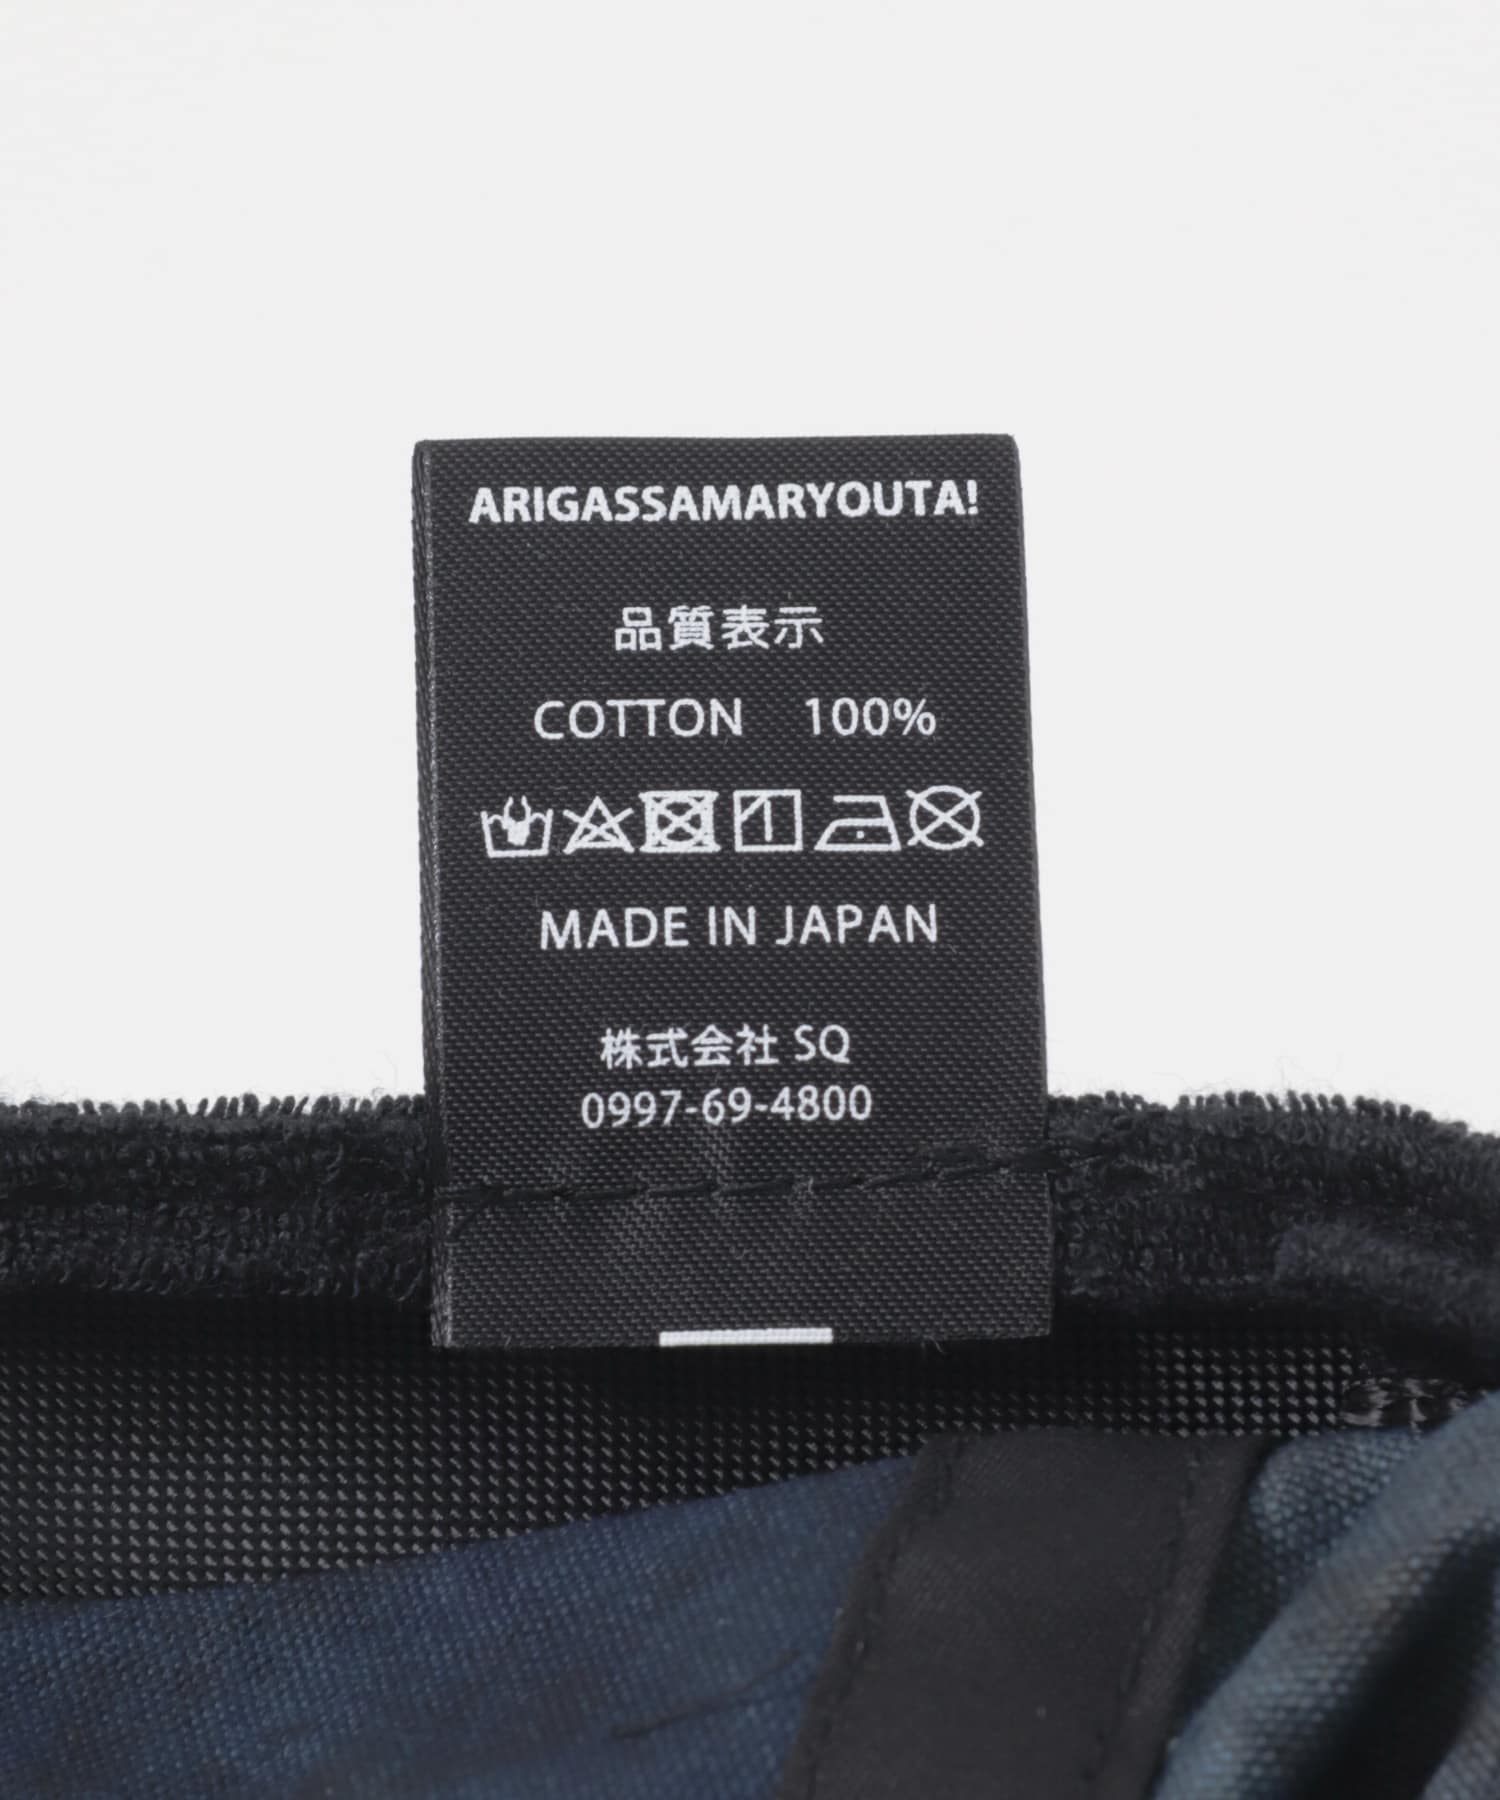 ARIGASSAMARYOUTA!
品質表示
COTTON 100%
MADE IN JAPAN
株式会社 SQ
0997-69-4800